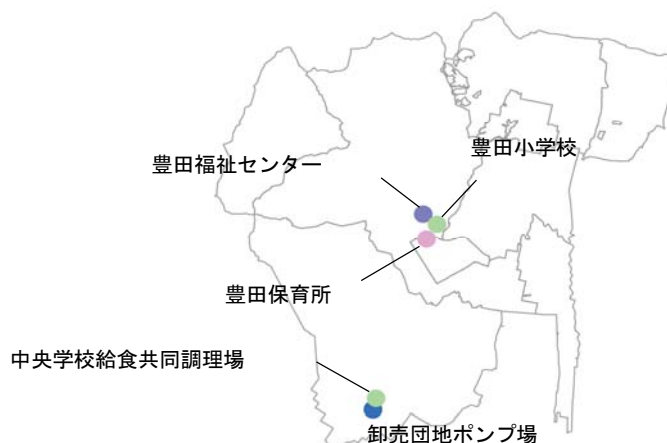 豊田小学校
豊田福祉センター
豊田保育所
中央学校給食共同調理場
卸売団地ポンプ場